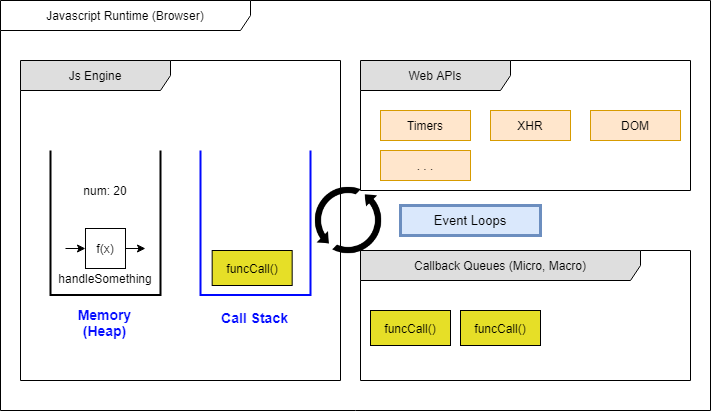 Javascript Runtime (Browser)
Js Engine
num: 20
f(x)
handleSomething
Memory
(Heap)
funcCall()
Call Stack
Web APIs
Timers
XHR
DOM
. . .
Event Loops
Callback Queues (Micro, Macro)
funcCall()
funcCall()